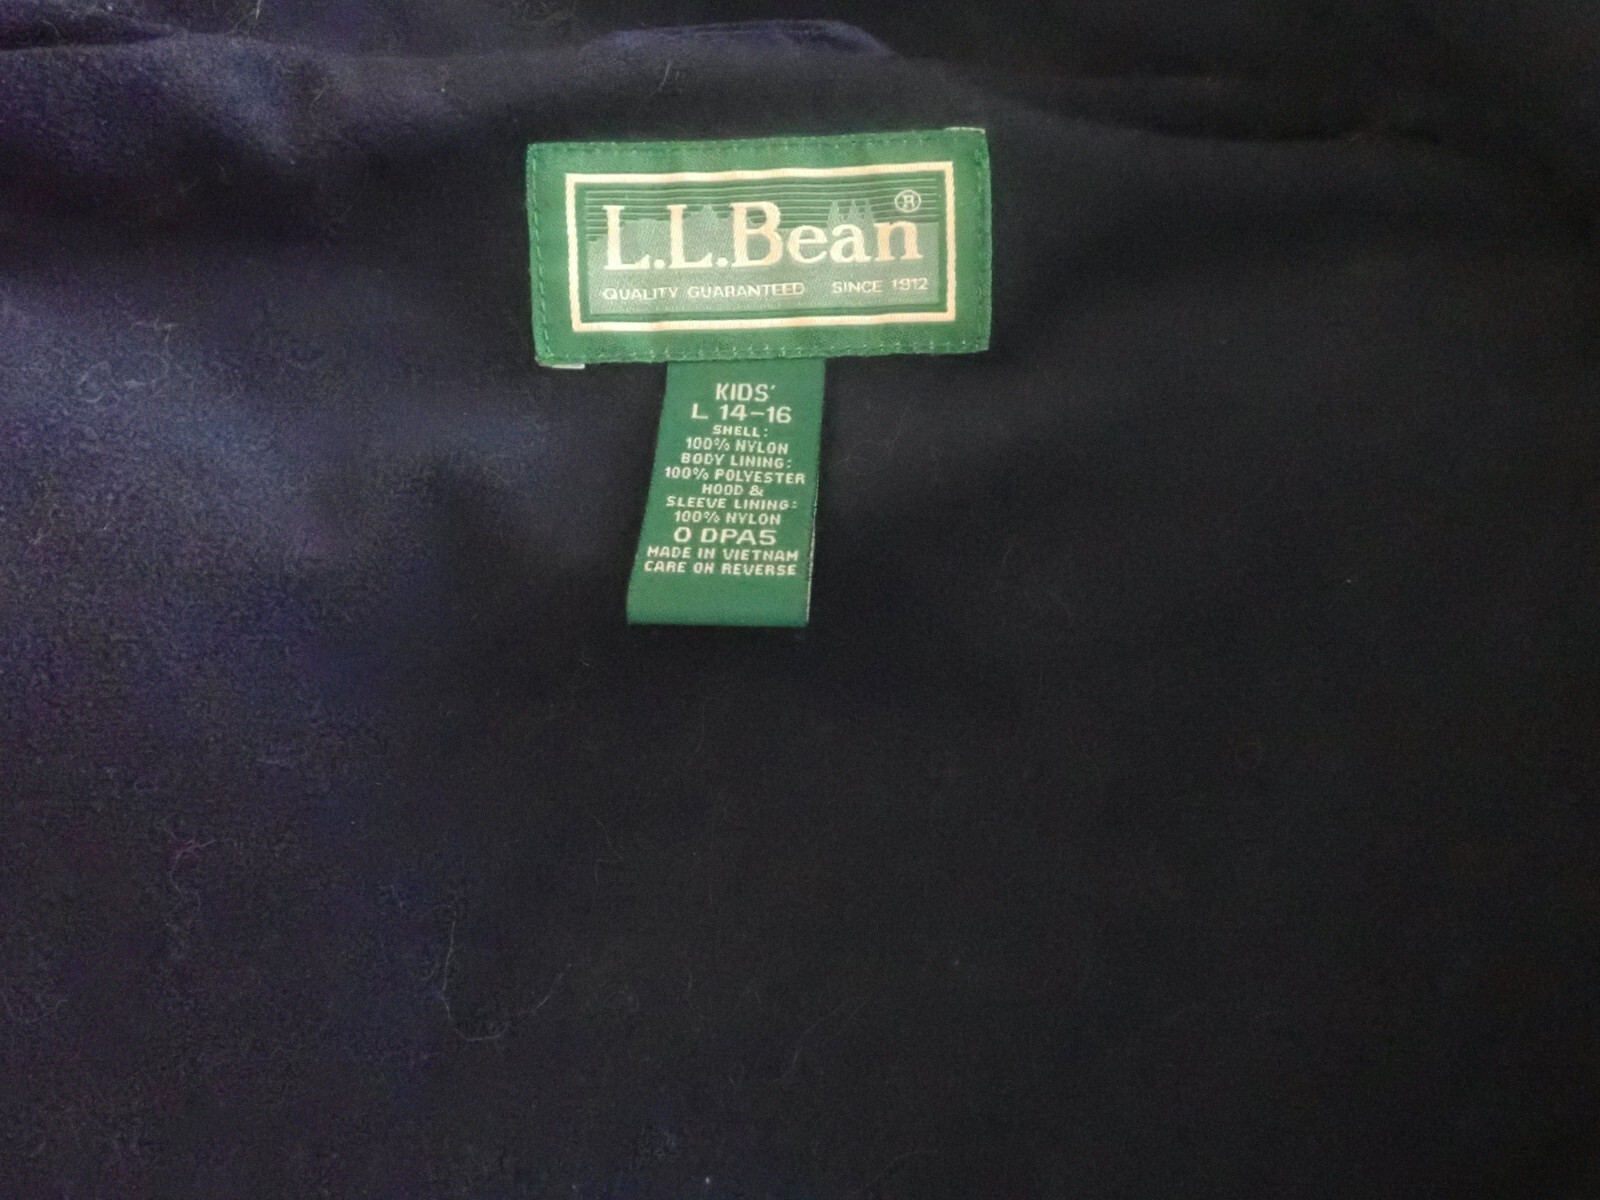 L.L.Bean®
QUALITY GUARANTEED SINCE 1912
KIDS'
L 14-16
SHELL:
100% NYLON
BODY LINING:
100% POLYESTER
HOOD &
SLEEVE LINING:
100% NYLON
0 DPA5
MADE IN VIETNAM
CARE ON REVERSE